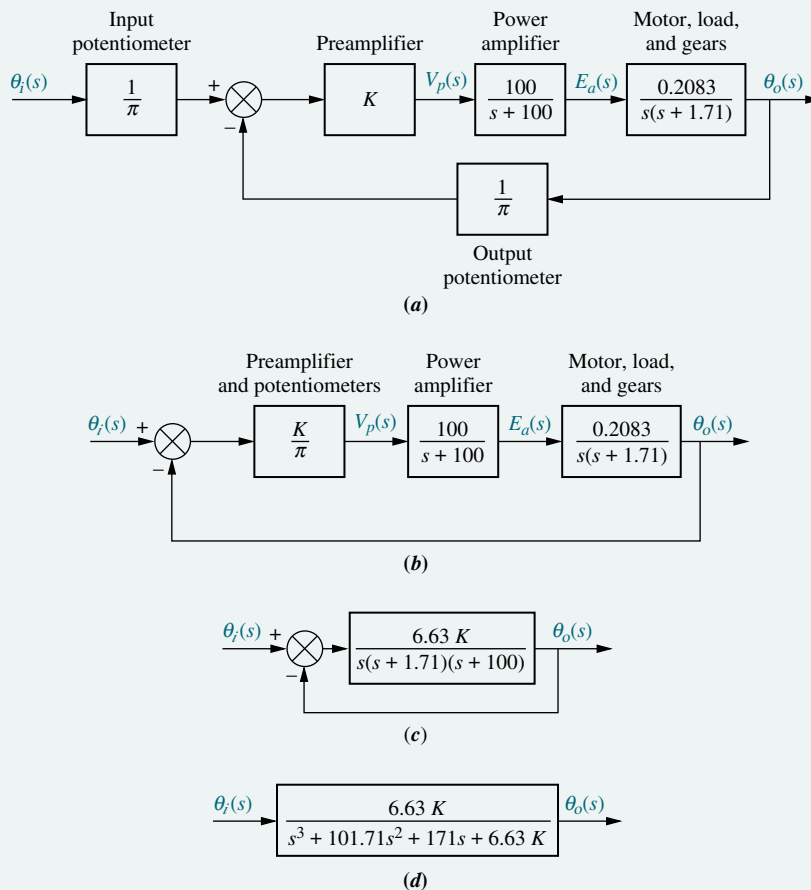 Input
potentiometer
Preamplifier
Power
amplifier
Motor, load,
and gears
θi(s)
1/π
+
−
K
Vp(s)
100/(s + 100)
Ea(s)
0.2083/(s(s + 1.71))
θo(s)
1/π
Output
potentiometer
(a)
Preamplifier
and potentiometers
Power
amplifier
Motor, load,
and gears
θi(s)
+
−
K/π
Vp(s)
100/(s + 100)
Ea(s)
0.2083/(s(s + 1.71))
θo(s)
(b)
θi(s)
+
−
6.63 K/(s(s + 1.71)(s + 100))
θo(s)
(c)
θi(s)
6.63 K/(s³ + 101.71s² + 171s + 6.63 K)
θo(s)
(d)